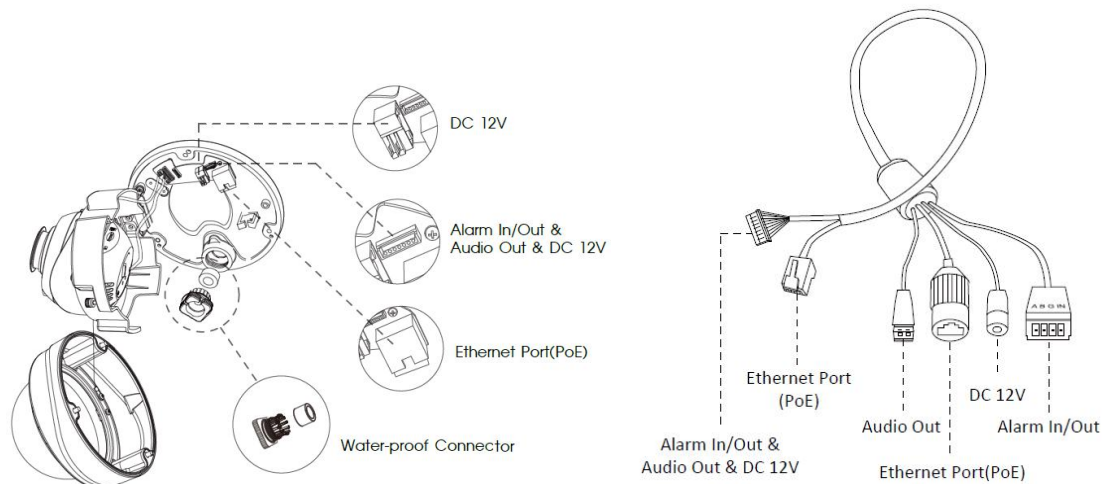 DC 12V
Alarm In/Out &
Audio Out & DC 12V
Ethernet Port(PoE)
Water-proof Connector
A B G IN
Ethernet Port
(PoE)
DC 12V
Audio Out
Alarm In/Out
Alarm In/Out &
Audio Out & DC 12V
Ethernet Port(PoE)